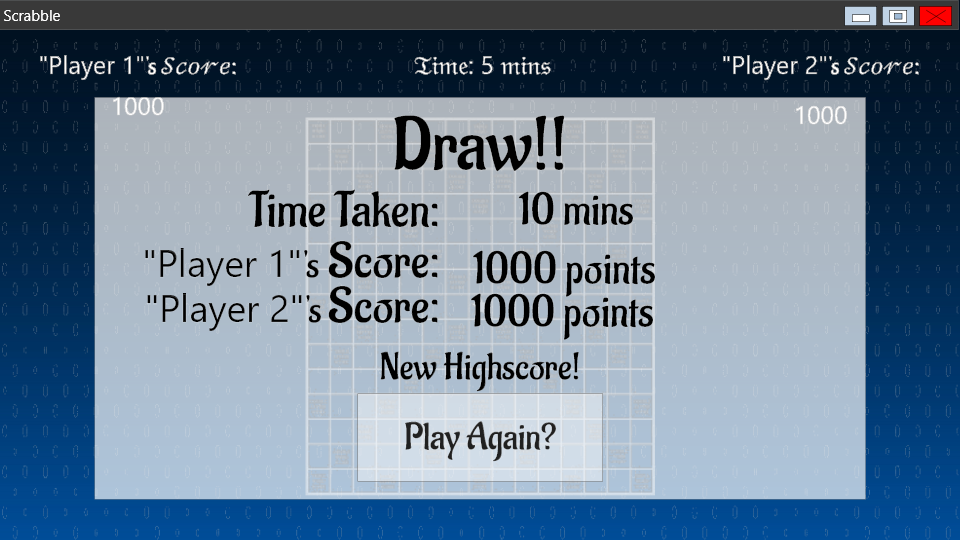 Scrabble
"Player 1"'s Score:
Time: 5 mins
"Player 2"'s Score:
1000
1000
Draw!!
Time Taken: 10 mins
"Player 1"'s Score: 1000 points
"Player 2"'s Score: 1000 points
New Highscore!
Play Again?